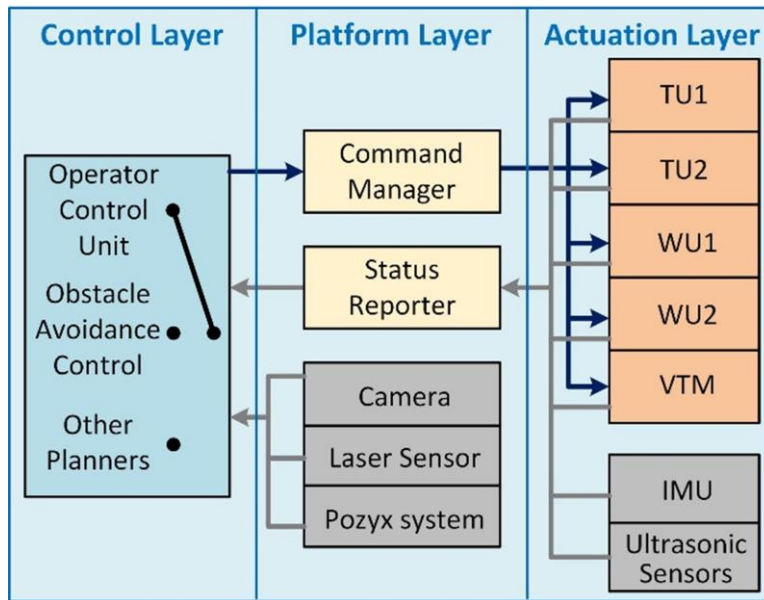 Control Layer
Operator
Control
Unit
Obstacle
Avoidance
Control
Other
Planners
Platform Layer
Command
Manager
Status
Reporter
Camera
Laser Sensor
Pozyx system
Actuation Layer
TU1
TU2
WU1
WU2
VTM
IMU
Ultrasonic
Sensors